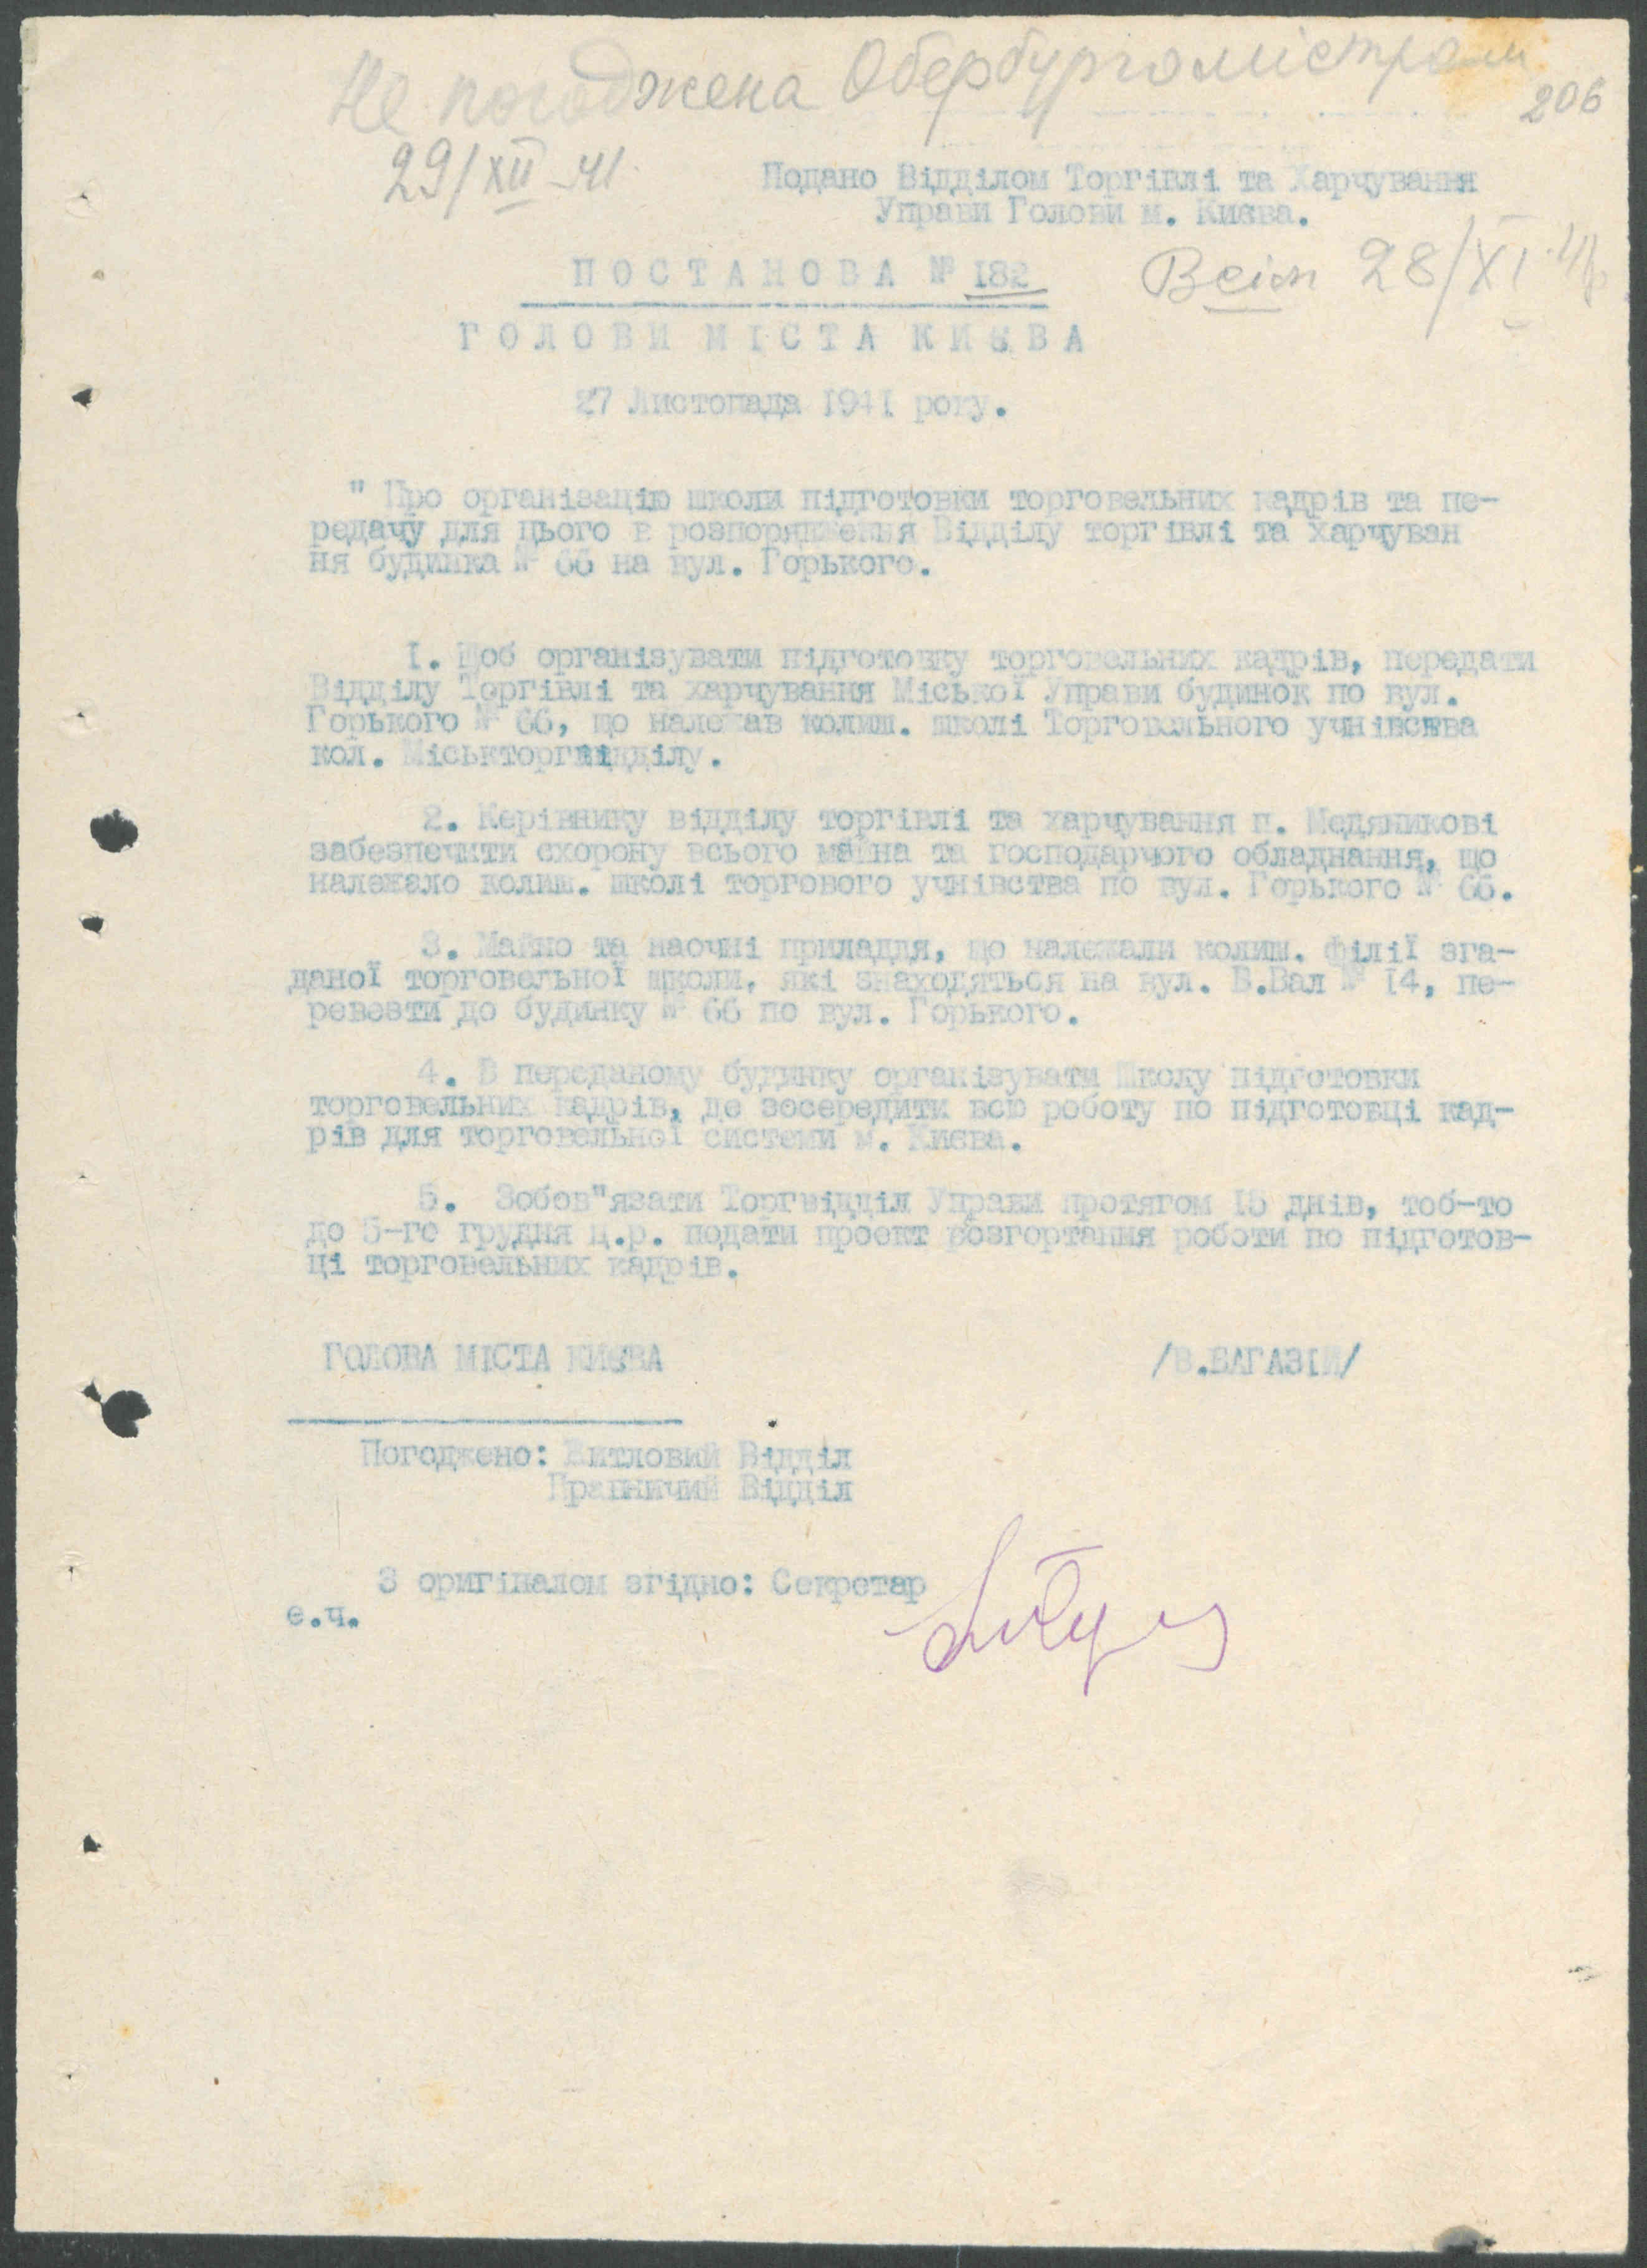 Не погоджена Обербургомістром
206
29/XII-41.
Подано Відділом Торгівлі та Харчування
Управи Голови м. Києва.
ПОСТАНОВА № 182
Всім 28/XI.41
ГОЛОВИ МІСТА КИЄВА
27 Листопада 1941 року.
" Про організацію школи підготовки торговельних кадрів та пе-
редачу для цього в розпорядження Відділу торгівлі та харчуван
ня будинка № 66 на вул. Горького.
1. Щоб організувати підготовку торговельних кадрів, передати
Відділу Торгівлі та харчування Міської Управи будинок по вул.
Горького № 66, що належав колиш. школі Торговельного учнівства
кол. Міськторгвідділу.
2. Керівнику відділу торгівлі та харчування п. Медяникові
забезпечити схорону всього майна та господарчого обладнання, що
належало колиш. школі торгового учнівства по вул. Горького № 66.
3. Майно та наочні приладдя, що належали колиш. філії зга-
даної торговельної школи, які знаходяться на вул. В.Вал № 14, пе-
ревезти до будинку № 66 по вул. Горького.
4. В переданому будинку організувати Школу підготовки
торговельних кадрів, де зосередити всю роботу по підготовці кад-
рів для торговельної системи м. Києва.
5. Зобов"язати Торгвідділ Управи протягом 15 днів, тоб-то
до 5-го грудня ц.р. подати проект розгортання роботи по підготов-
ці торговельних кадрів.
ГОЛОВА МІСТА КИЄВА /В.БАГАЗІЙ/
Погоджено: Житловий Відділ
Правничий Відділ
З оригіналом згідно: Секретар
є.ч.